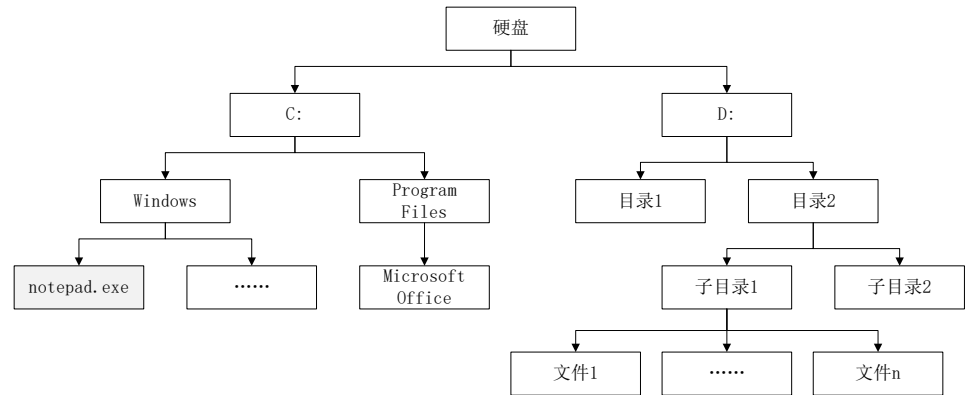 硬盘
C:
D:
Windows
Program
Files
目录1
目录2
notepad.exe
……
Microsoft
Office
子目录1
子目录2
文件1
……
文件n